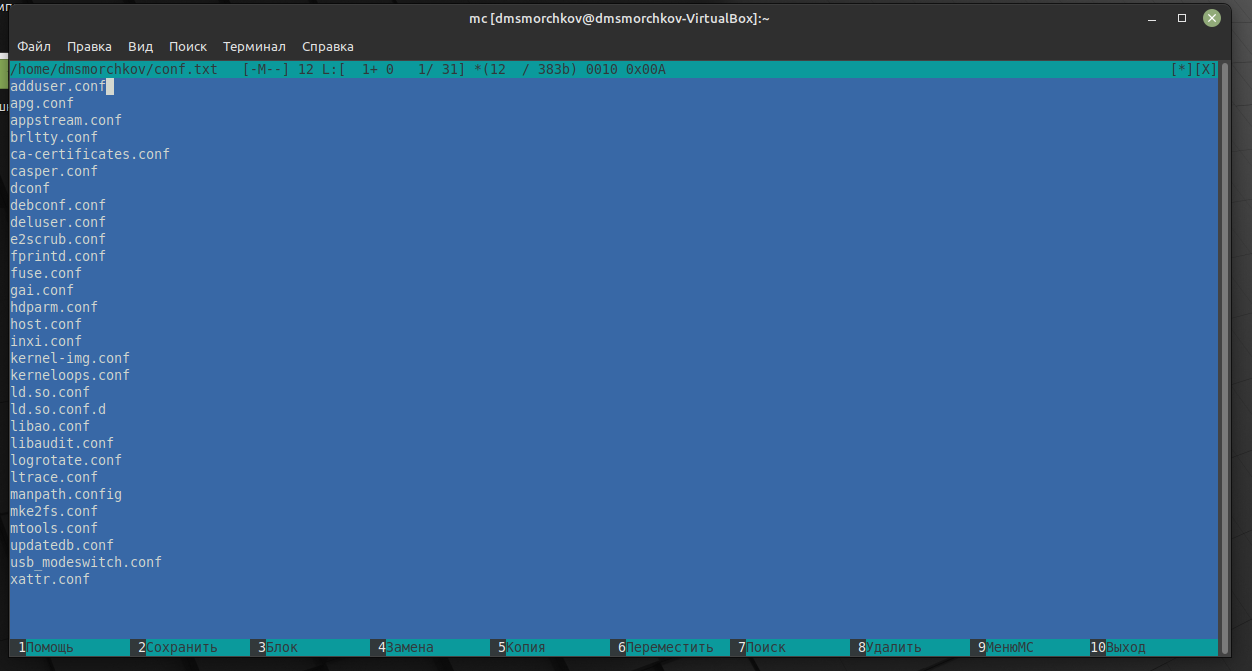 mc [dmsmorchkov@dmsmorchkov-VirtualBox]:~
Файл Правка Вид Поиск Терминал Справка
/home/dmsmorchkov/conf.txt [-M--] 12 L:[ 1+ 0 1/ 31] *(12 / 383b) 0010 0x00A [*][X]
adduser.conf
apg.conf
appstream.conf
brltty.conf
ca-certificates.conf
casper.conf
dconf
debconf.conf
deluser.conf
e2scrub.conf
fprintd.conf
fuse.conf
gai.conf
hdparm.conf
host.conf
inxi.conf
kernel-img.conf
kerneloops.conf
ld.so.conf
ld.so.conf.d
libao.conf
libaudit.conf
logrotate.conf
ltrace.conf
manpath.config
mke2fs.conf
mtools.conf
updatedb.conf
usb_modeswitch.conf
xattr.conf
1Помощь 2Сохранить 3Блок 4Замена 5Копия 6Переместить 7Поиск 8Удалить 9МенюMC 10Выход